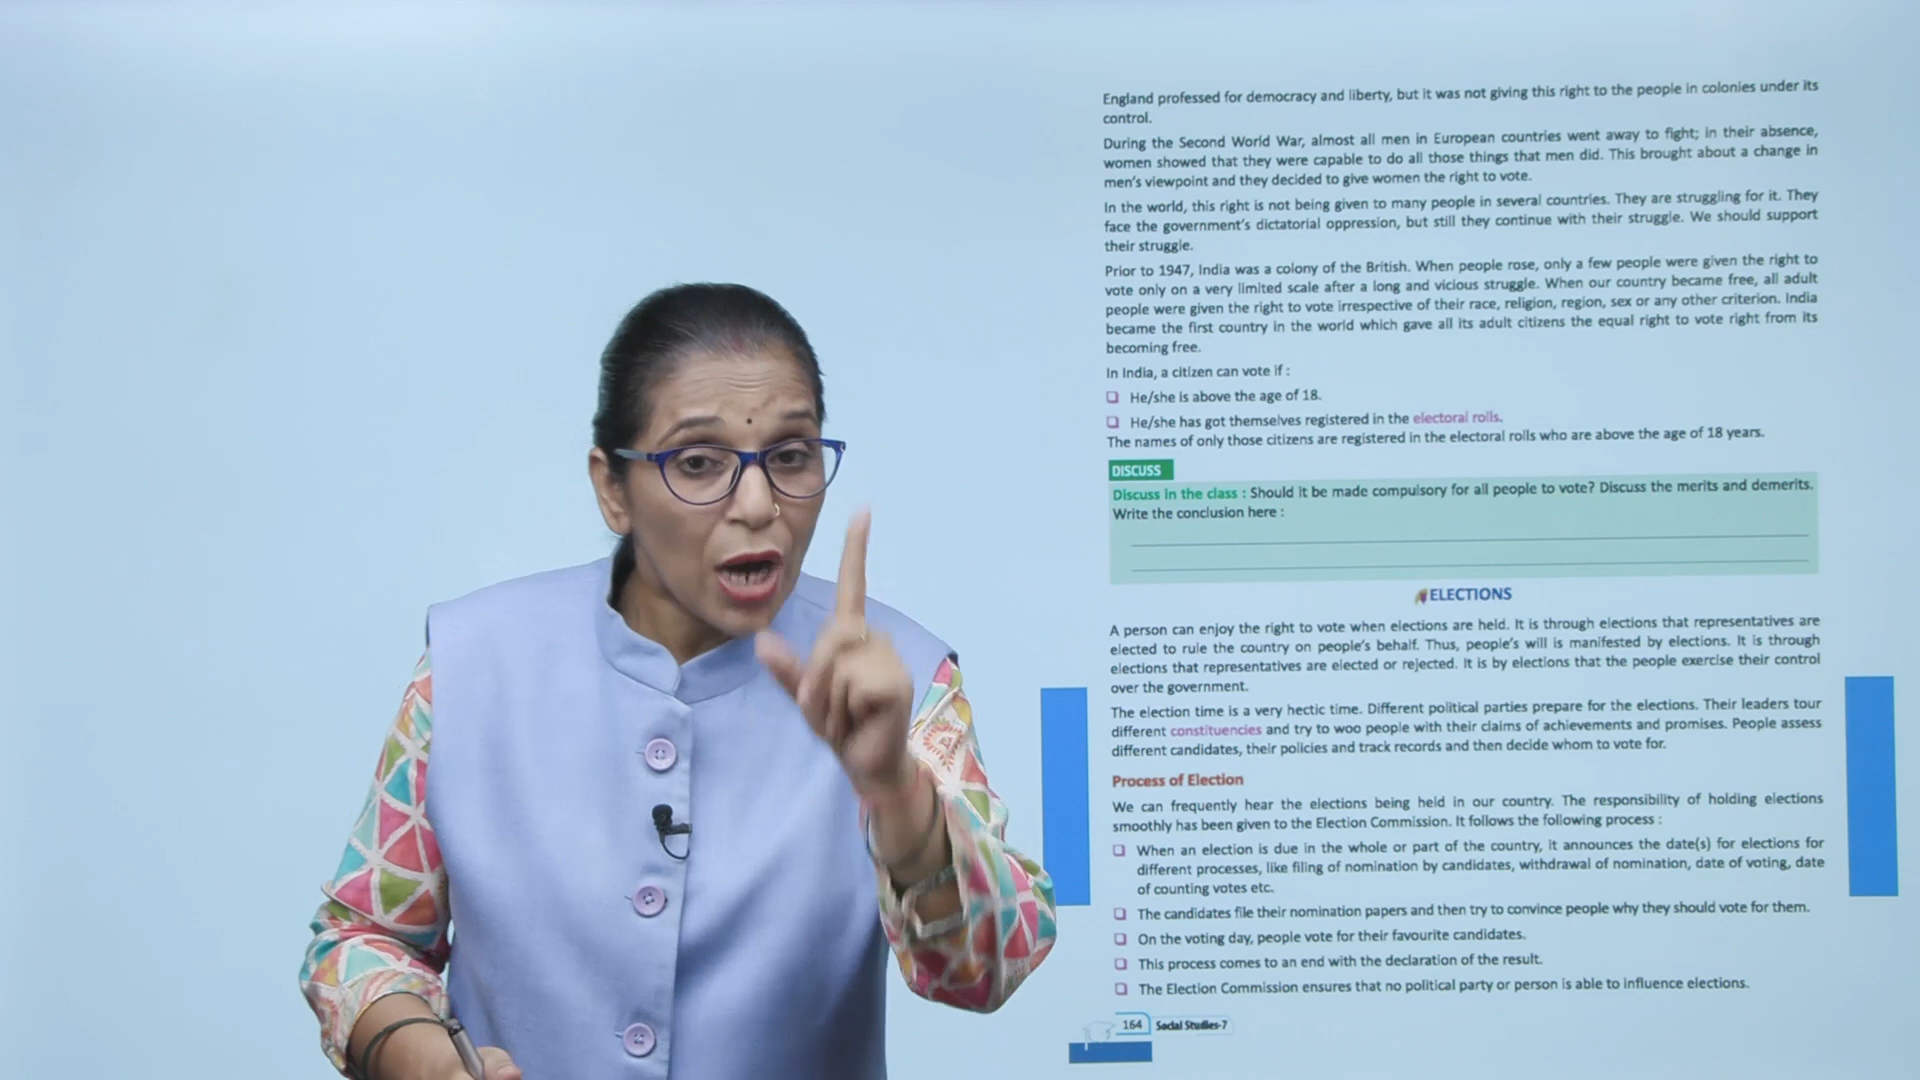 England professed for democracy and liberty, but it was not giving this right to the people in colonies under its
control.
During the Second World War, almost all men in European countries went away to fight; in their absence,
women showed that they were capable to do all those things that men did. This brought about a change in
men's viewpoint and they decided to give women the right to vote.
In the world, this right is not being given to many people in several countries. They are struggling for it. They
face the government's dictatorial oppression, but still they continue with their struggle. We should support
their struggle.
Prior to 1947, India was a colony of the British. When people rose, only a few people were given the right to
vote only on a very limited scale after a long and vicious struggle. When our country became free, all adult
people were given the right to vote irrespective of their race, religion, region, sex or any other criterion. India
became the first country in the world which gave all its adult citizens the equal right to vote right from its
becoming free.
In India, a citizen can vote if :
He/she is above the age of 18.
He/she has got themselves registered in the electoral rolls.
The names of only those citizens are registered in the electoral rolls who are above the age of 18 years.
DISCUSS
Discuss in the class : Should it be made compulsory for all people to vote? Discuss the merits and demerits.
Write the conclusion here :
ELECTIONS
A person can enjoy the right to vote when elections are held. It is through elections that representatives are
elected to rule the country on people's behalf. Thus, people's will is manifested by elections. It is through
elections that representatives are elected or rejected. It is by elections that the people exercise their control
over the government.
The election time is a very hectic time. Different political parties prepare for the elections. Their leaders tour
different constituencies and try to woo people with their claims of achievements and promises. People assess
different candidates, their policies and track records and then decide whom to vote for.
Process of Election
We can frequently hear the elections being held in our country. The responsibility of holding elections
smoothly has been given to the Election Commission. It follows the following process :
When an election is due in the whole or part of the country, it announces the date(s) for elections for
different processes, like filing of nomination by candidates, withdrawal of nomination, date of voting, date
of counting votes etc.
The candidates file their nomination papers and then try to convince people why they should vote for them.
On the voting day, people vote for their favourite candidates.
This process comes to an end with the declaration of the result.
The Election Commission ensures that no political party or person is able to influence elections.
164 Social Studies-7